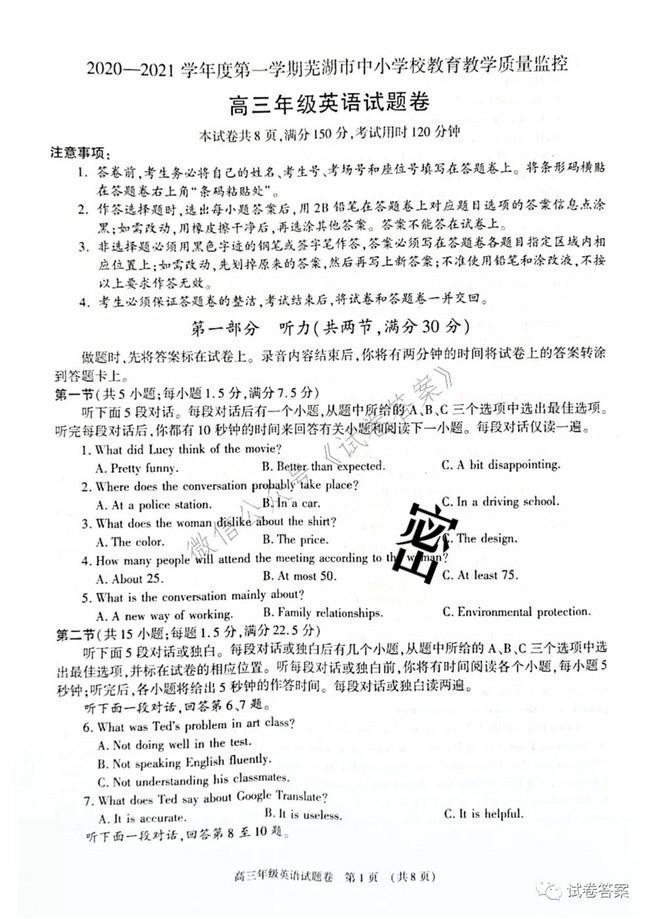 2020—2021学年度第一学期芜湖市中小学校教育教学质量监控
高三年级英语试题卷
本试卷共8页,满分150分,考试用时120分钟
注意事项:
1. 答卷前,考生务必将自己的姓名、考生号、考场号和座位号填写在答题卷上。将条形码横贴
在答题卷右上角“条码粘贴处”。
2. 作答选择题时,选出每小题答案后,用2B铅笔在答题卷上对应题目选项的答案信息点涂
黑;如需改动,用橡皮擦干净后,再选涂其他答案。答案不能答在试卷上。
3. 非选择题必须用黑色字迹的钢笔或签字笔作答,答案必须写在答题卷各题目指定区域内相
应位置上;如需改动,先划掉原来的答案,然后再写上新答案;不准使用铅笔和涂改液,不按
以上要求作答无效。
4. 考生必须保证答题卷的整洁,考试结束后,将试卷和答题卷一并交回。
第一部分 听力(共两节,满分30分)
做题时,先将答案标在试卷上。录音内容结束后,你将有两分钟的时间将试卷上的答案转涂
到答题卡上。
第一节(共5小题;每小题1.5分,满分7.5分)
听下面5段对话。每段对话后有一个小题,从题中所给的A、B、C三个选项中选出最佳选项。
听完每段对话后,你都有10秒钟的时间来回答有关小题和阅读下一小题。每段对话仅读一遍。
1. What did Lucy think of the movie?
A. Pretty funny. B. Better than expected. C. A bit disappointing.
2. Where does the conversation probably take place?
A. At a police station. B. In a car. C. In a driving school.
3. What does the woman dislike about the shirt?
A. The color. B. The price. C. The design.
4. How many people will attend the meeting according to the woman?
A. About 25. B. At most 50. C. At least 75.
5. What is the conversation mainly about?
A. A new way of working. B. Family relationships. C. Environmental protection.
第二节(共15小题;每题1.5分,满分22.5分)
听下面5段对话或独白。每段对话或独白后有几个小题,从题中所给的A、B、C三个选项中选
出最佳选项,并标在试卷的相应位置。听每段对话或独白前,你将有时间阅读各个小题,每小题5
秒钟;听完后,各小题将给出5秒钟的作答时间。每段对话或独白读两遍。
听下面一段对话,回答第6、7题。
6. What was Ted's problem in art class?
A. Not doing well in the test.
B. Not speaking English fluently.
C. Not understanding his classmates.
7. What does Ted say about Google Translate?
A. It is accurate. B. It is useless. C. It is helpful.
听下面一段对话,回答第8至10题。
高三年级英语试题卷 第1页 (共8页)
微信公众号《试卷答案》
密
试卷答案